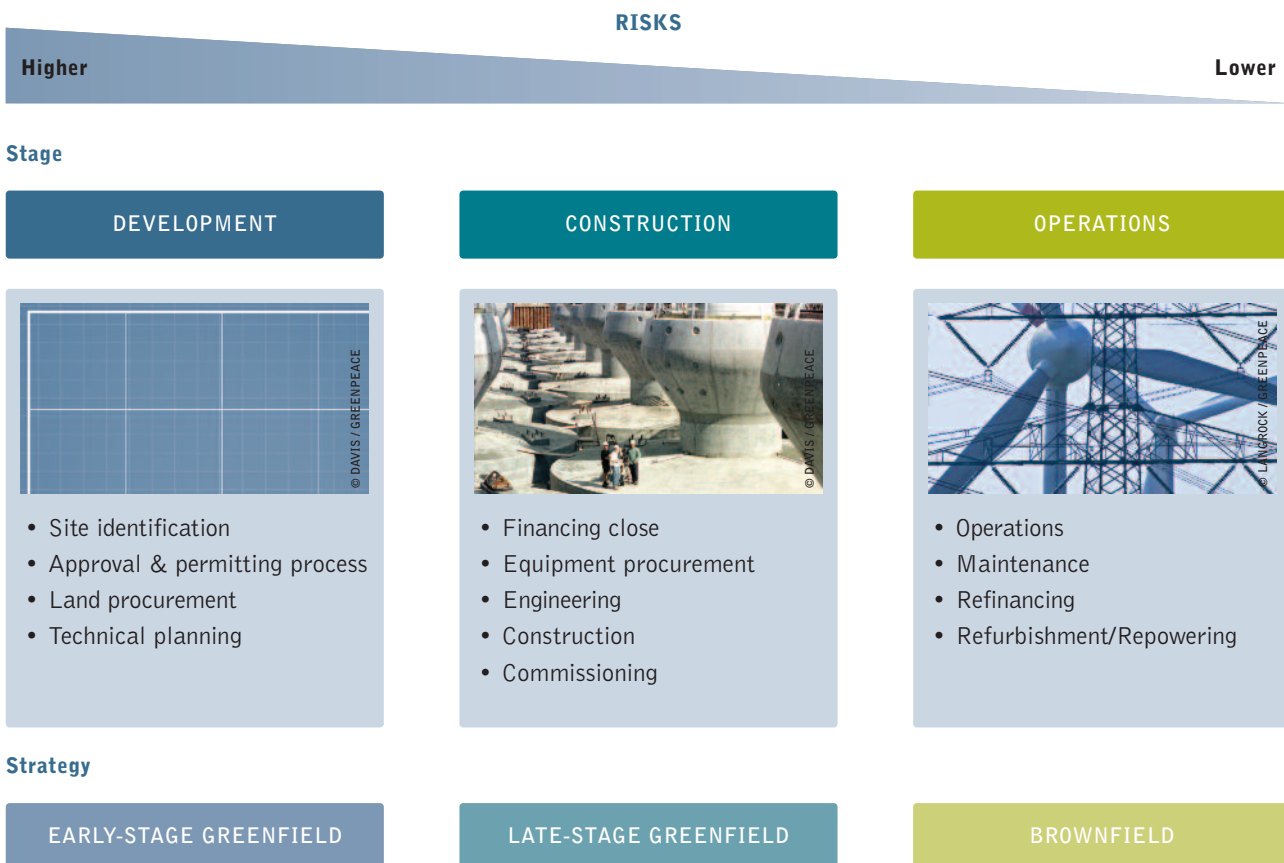 RISKS
Higher
Lower
Stage
DEVELOPMENT
CONSTRUCTION
OPERATIONS
© DAVIS / GREENPEACE
• Site identification
• Approval & permitting process
• Land procurement
• Technical planning
© DAVIS / GREENPEACE
• Financing close
• Equipment procurement
• Engineering
• Construction
• Commissioning
© LANGROCK / GREENPEACE
• Operations
• Maintenance
• Refinancing
• Refurbishment/Repowering
Strategy
EARLY-STAGE GREENFIELD
LATE-STAGE GREENFIELD
BROWNFIELD